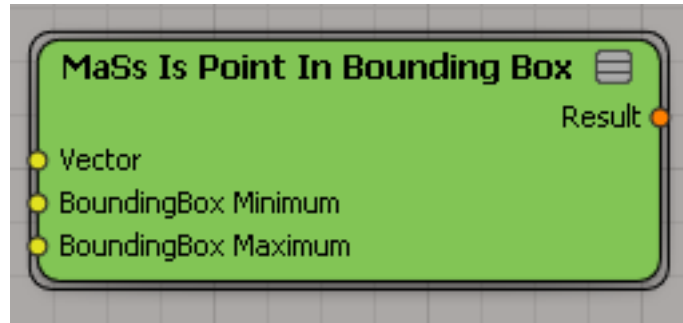 MaSs Is Point In Bounding Box
Result
Vector
BoundingBox Minimum
BoundingBox Maximum